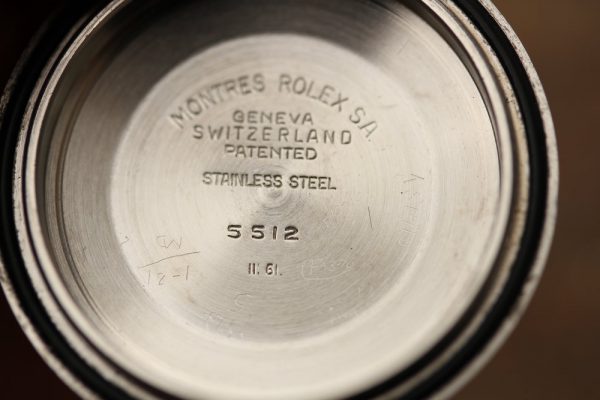 MONTRES ROLEX S.A.
GENEVA
SWITZERLAND
PATENTED
STAINLESS STEEL
5512
II. 61.